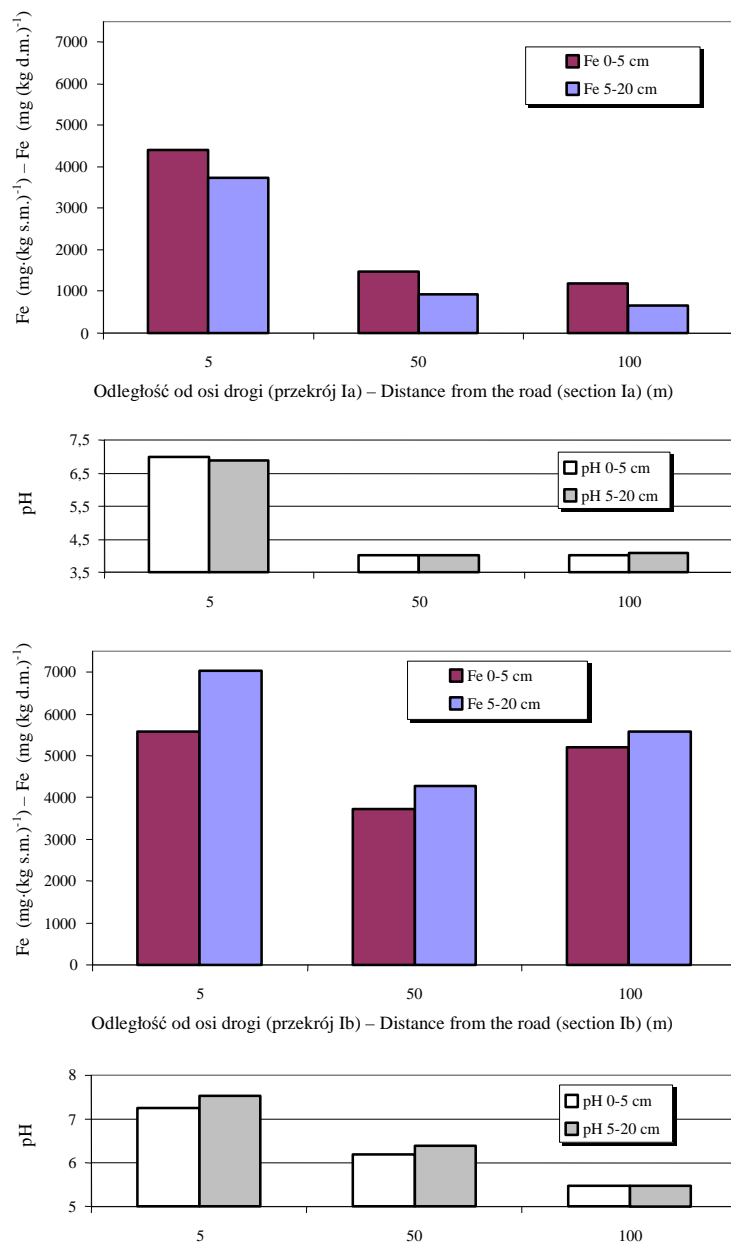 Fe (mg·(kg s.m.)-1) – Fe (mg (kg d.m.)-1)
7000
6000
5000
4000
3000
2000
1000
0
Fe 0-5 cm
Fe 5-20 cm
5 50 100
Odległość od osi drogi (przekrój Ia) – Distance from the road (section Ia) (m)
pH
7,5
6,5
5,5
4,5
3,5
pH 0-5 cm
pH 5-20 cm
5 50 100
Fe (mg·(kg s.m.)-1) – Fe (mg (kg d.m.)-1)
7000
6000
5000
4000
3000
2000
1000
0
Fe 0-5 cm
Fe 5-20 cm
5 50 100
Odległość od osi drogi (przekrój Ib) – Distance from the road (section Ib) (m)
pH
8
7
6
5
pH 0-5 cm
pH 5-20 cm
5 50 100